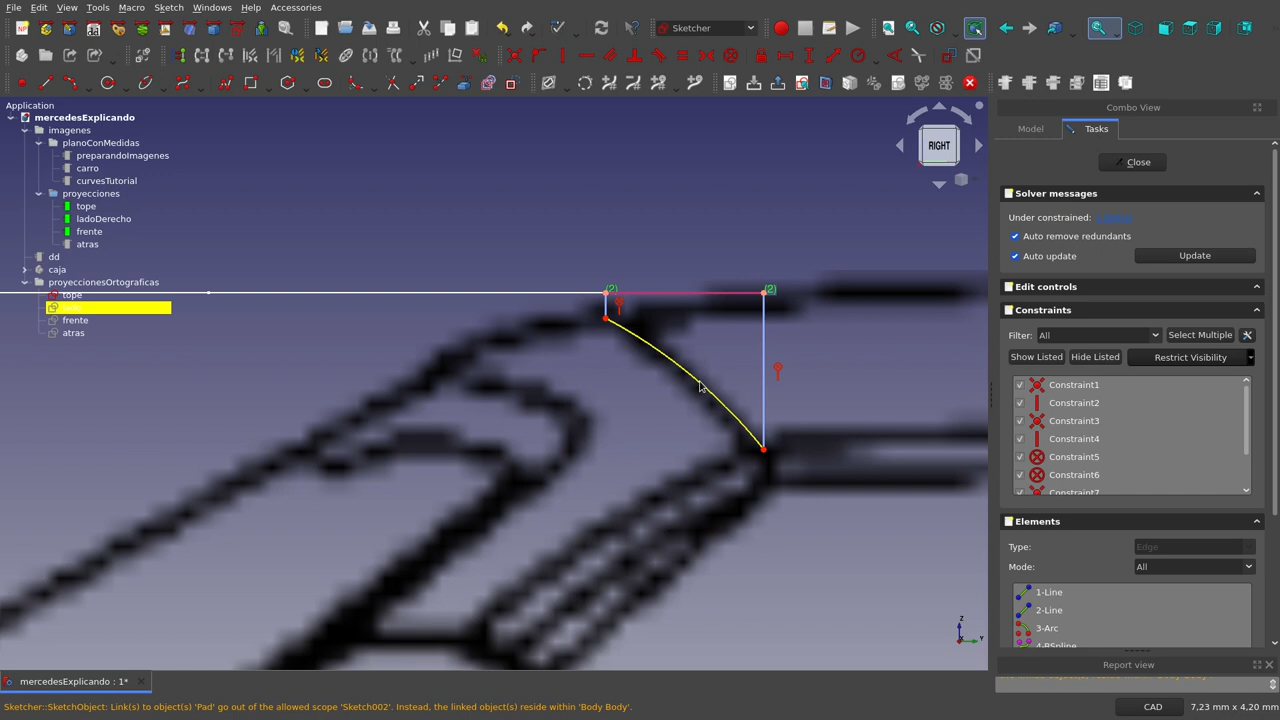 File Edit View Tools Macro Sketch Windows Help Accessories
Sketcher
Application
mercedesExplicando
imagenes
planoConMedidas
preparandoImagenes
carro
curvesTutorial
proyecciones
tope
ladoDerecho
frente
atras
dd
caja
proyeccionesOrtograficas
tope
frente
atras
(2)
(2)
RIGHT
Z
Y
Combo View
Model
Tasks
Close
Solver messages
Under constrained:
Auto remove redundants
Auto update
Update
Edit controls
Constraints
Filter: All
Select Multiple
Show Listed
Hide Listed
Restrict Visibility
Constraint1
Constraint2
Constraint3
Constraint4
Constraint5
Constraint6
Constraint7
Elements
Type: Edge
Mode: All
1-Line
2-Line
3-Arc
4-BSpline
Report view
mercedesExplicando : 1*
Sketcher::SketchObject: Link(s) to object(s) 'Pad' go out of the allowed scope 'Sketch002'. Instead, the linked object(s) reside within 'Body Body'.
CAD
7,23 mm x 4,20 mm